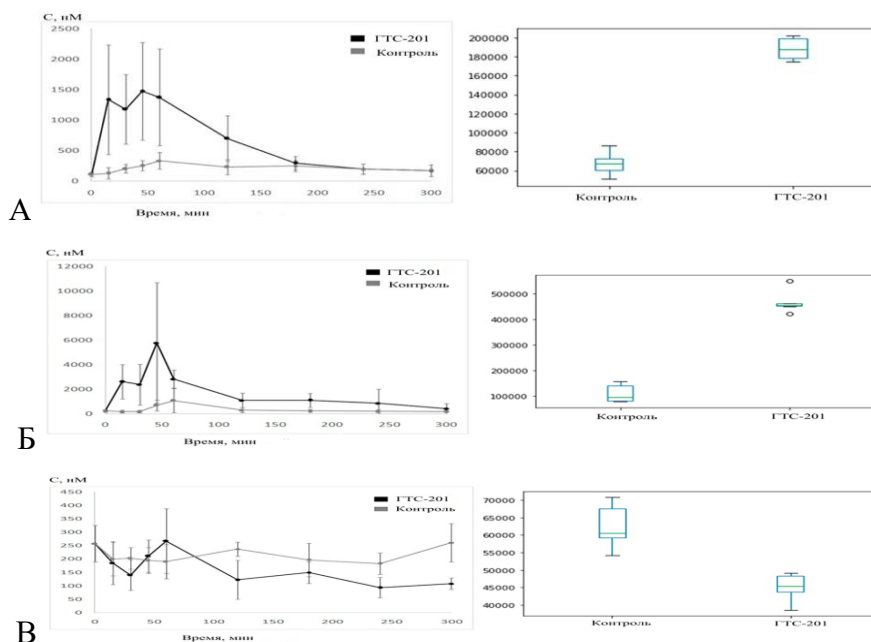 С, нМ
2500
2000
1500
1000
500
0
0 50 100 150 200 250 300
Время, мин
ГТС-201
Контроль
200000
180000
160000
140000
120000
100000
80000
60000
Контроль ГТС-201
А
С, нМ
12000
10000
8000
6000
4000
2000
0
0 50 100 150 200 250 300
Время, мин
ГТС-201
Контроль
500000
400000
300000
200000
100000
Контроль ГТС-201
Б
С, нМ
450
400
350
300
250
200
150
100
50
0
0 50 100 150 200 250 300
Время, мин
ГТС-201
Контроль
70000
65000
60000
55000
50000
45000
40000
Контроль ГТС-201
В